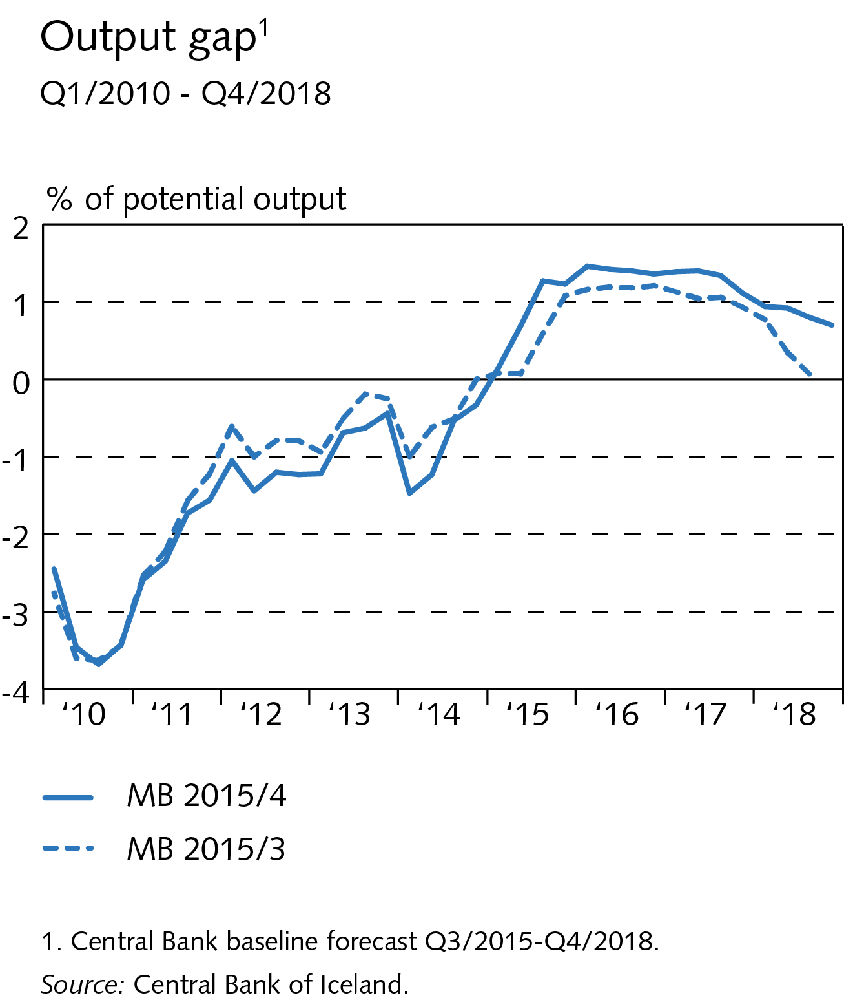 Output gap¹
Q1/2010 - Q4/2018
% of potential output
2
1
0
-1
-2
-3
-4
‘10 ‘11 ‘12 ‘13 ‘14 ‘15 ‘16 ‘17 ‘18
MB 2015/4
MB 2015/3
1. Central Bank baseline forecast Q3/2015-Q4/2018.
Source: Central Bank of Iceland.